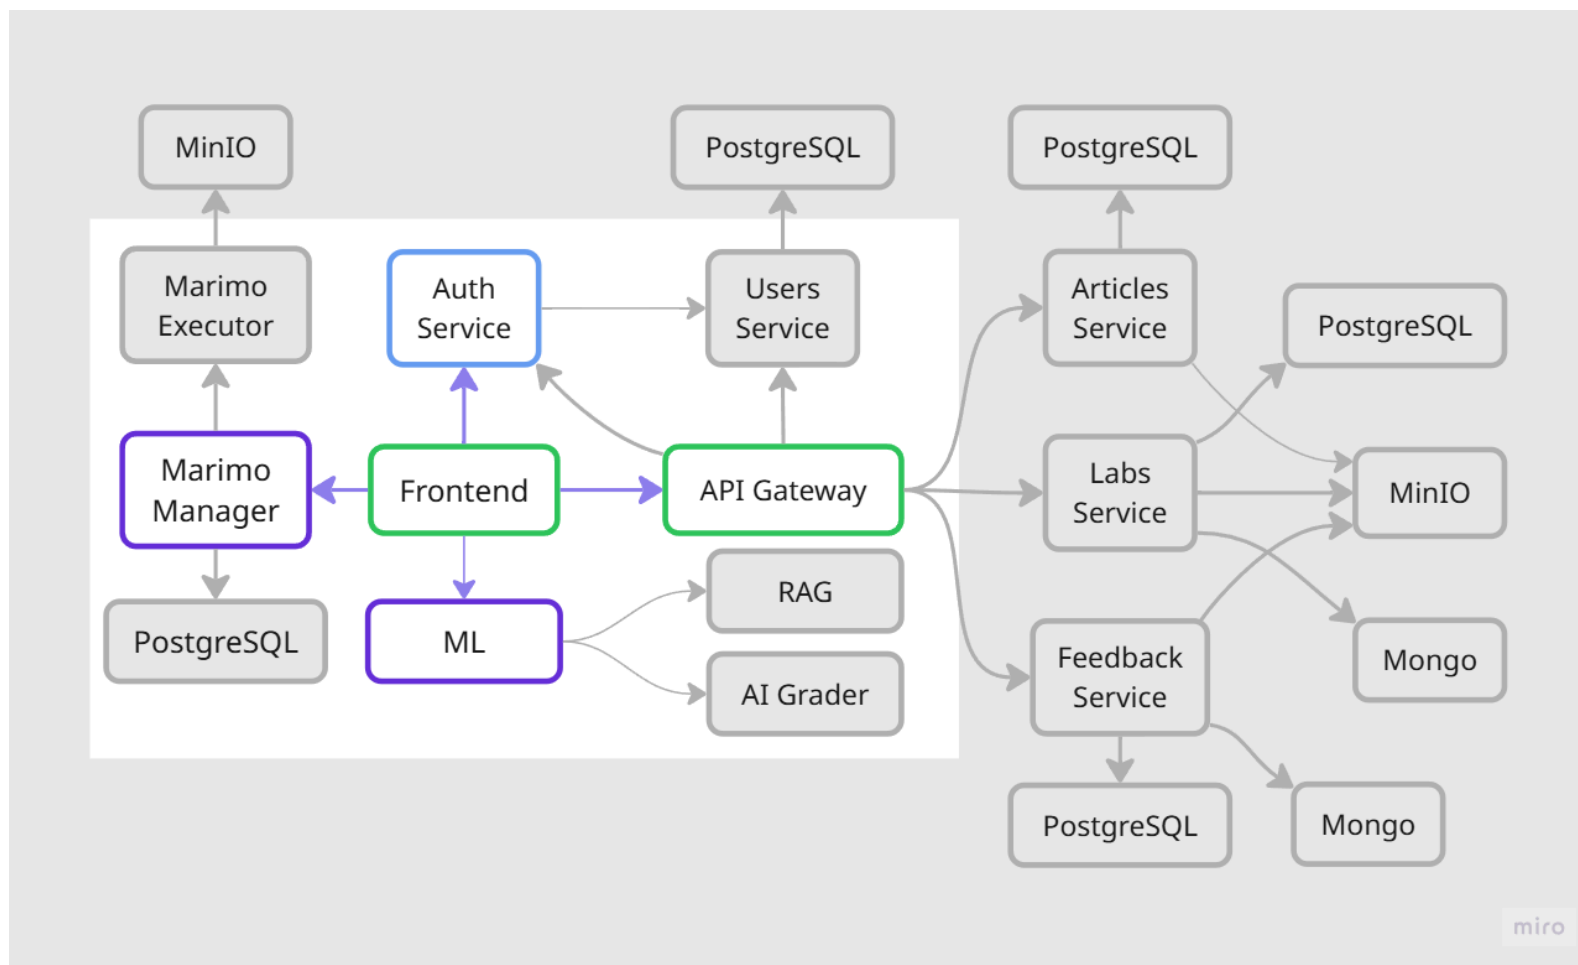 MinIO
PostgreSQL
PostgreSQL
Marimo
Executor
Auth
Service
Users
Service
Articles
Service
PostgreSQL
Marimo
Manager
Frontend
API Gateway
Labs
Service
MinIO
RAG
PostgreSQL
ML
AI Grader
Feedback
Service
Mongo
PostgreSQL
Mongo
miro